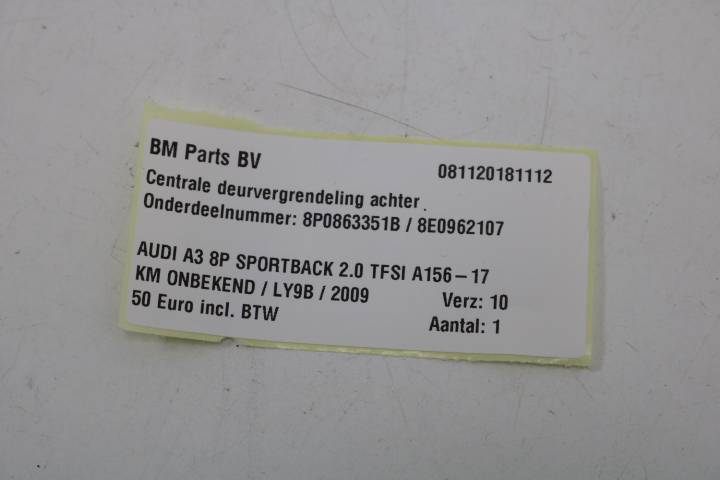 BM Parts BV 081120181112
Centrale deurvergrendeling achter .
Onderdeelnummer: 8P0863351B / 8E0962107
AUDI A3 8P SPORTBACK 2.0 TFSI A156-17
KM ONBEKEND / LY9B / 2009 Verz: 10
50 Euro incl. BTW Aantal: 1